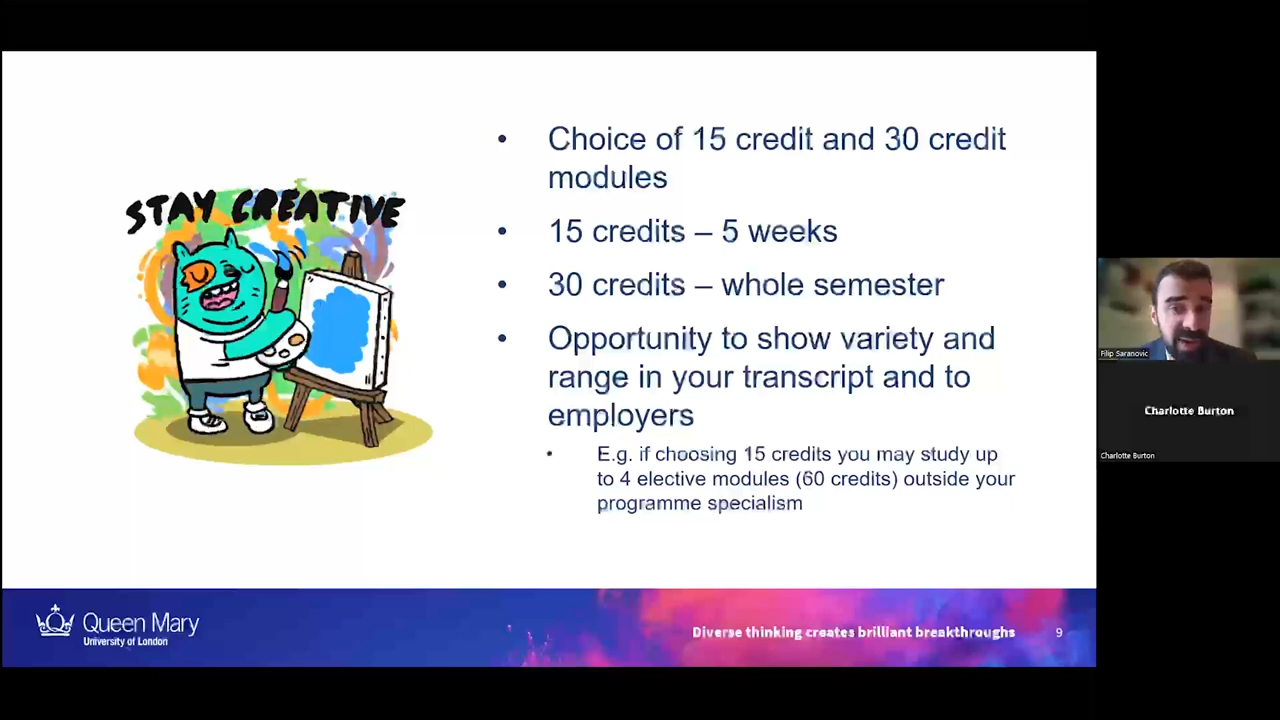 STAY CREATIVE
• Choice of 15 credit and 30 credit
modules
• 15 credits – 5 weeks
• 30 credits – whole semester
• Opportunity to show variety and
range in your transcript and to
employers
• E.g. if choosing 15 credits you may study up
to 4 elective modules (60 credits) outside your
programme specialism
Filip Saranovic
Charlotte Burton
Charlotte Burton
Queen Mary
University of London
Diverse thinking creates brilliant breakthroughs
9